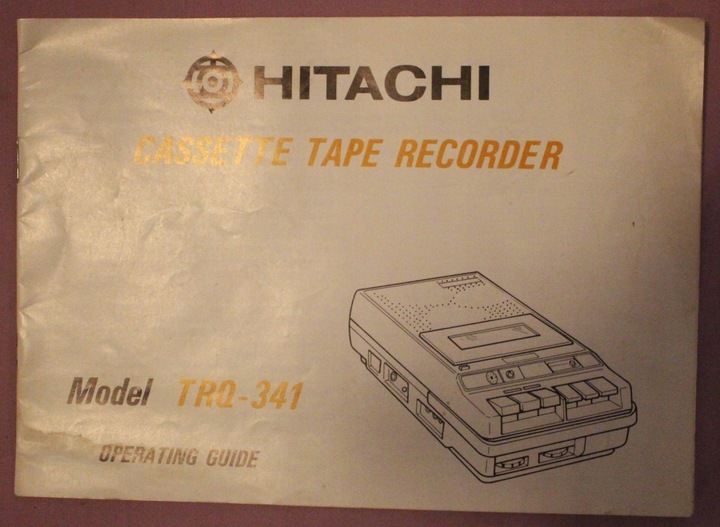 HITACHI
CASSETTE TAPE RECORDER
Model TRQ-341
OPERATING GUIDE